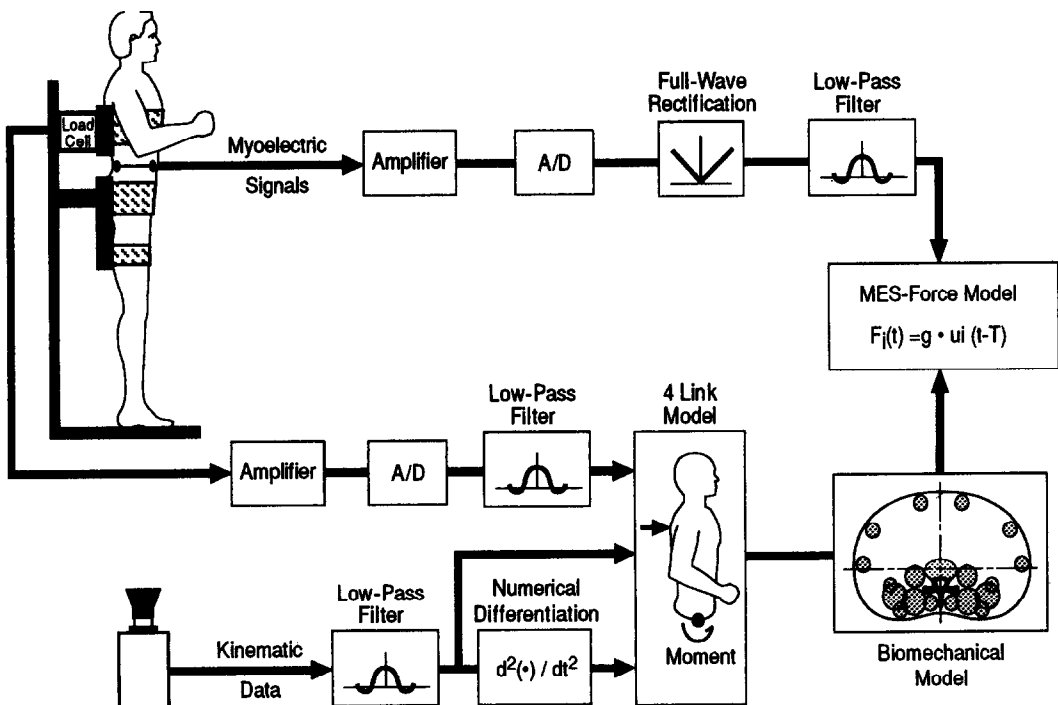 Load
Cell
Myoelectric
Signals
Amplifier
A/D
Full-Wave
Rectification
Low-Pass
Filter
MES-Force Model
F_i(t) =g • ui (t-T)
Amplifier
A/D
Low-Pass
Filter
4 Link
Model
Moment
Kinematic
Data
Low-Pass
Filter
Numerical
Differentiation
d²(•) / dt²
Biomechanical
Model